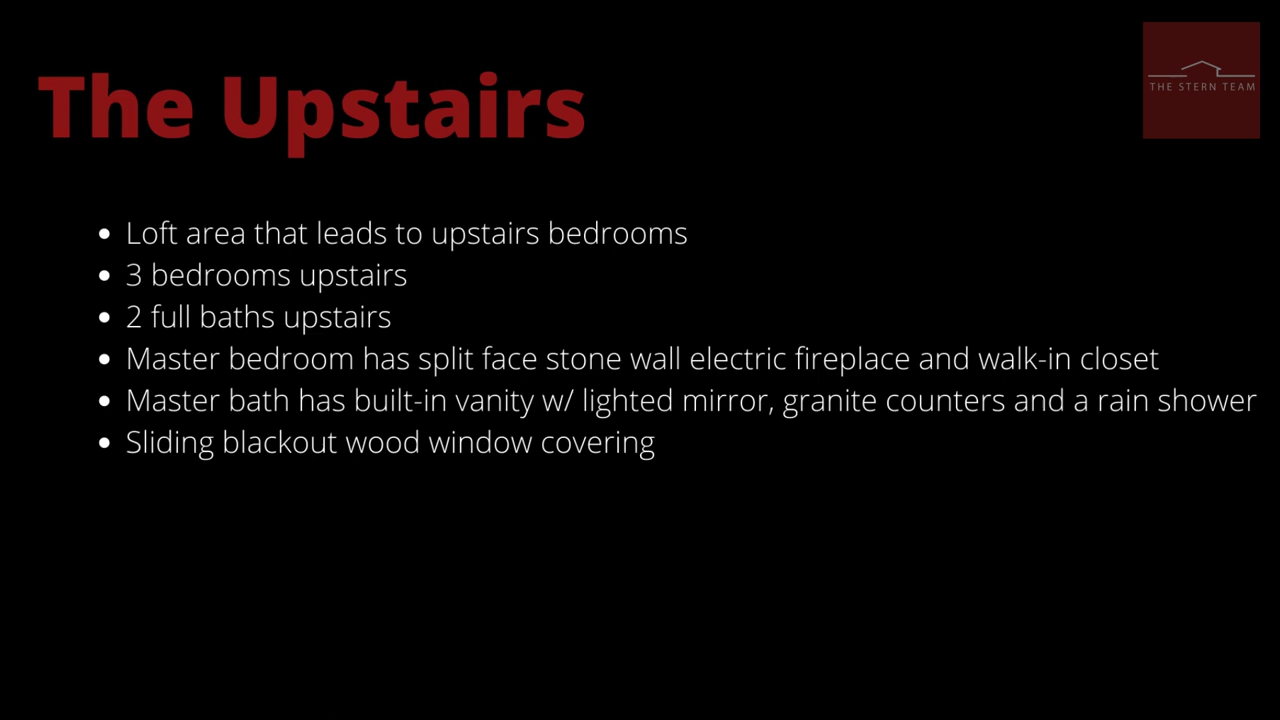 The Upstairs
THE STERN TEAM
• Loft area that leads to upstairs bedrooms
• 3 bedrooms upstairs
• 2 full baths upstairs
• Master bedroom has split face stone wall electric fireplace and walk-in closet
• Master bath has built-in vanity w/ lighted mirror, granite counters and a rain shower
• Sliding blackout wood window covering